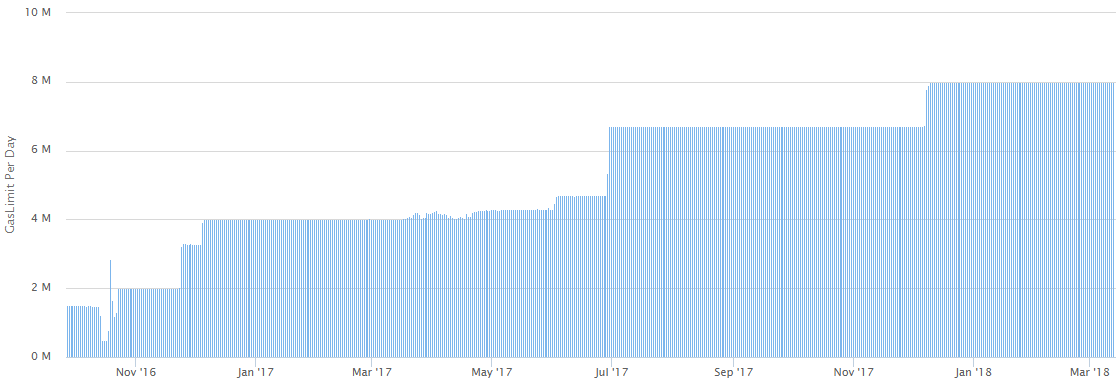 10 M
8 M
6 M
4 M
2 M
0 M
GasLimit Per Day
Nov '16
Jan '17
Mar '17
May '17
Jul '17
Sep '17
Nov '17
Jan '18
Mar '18